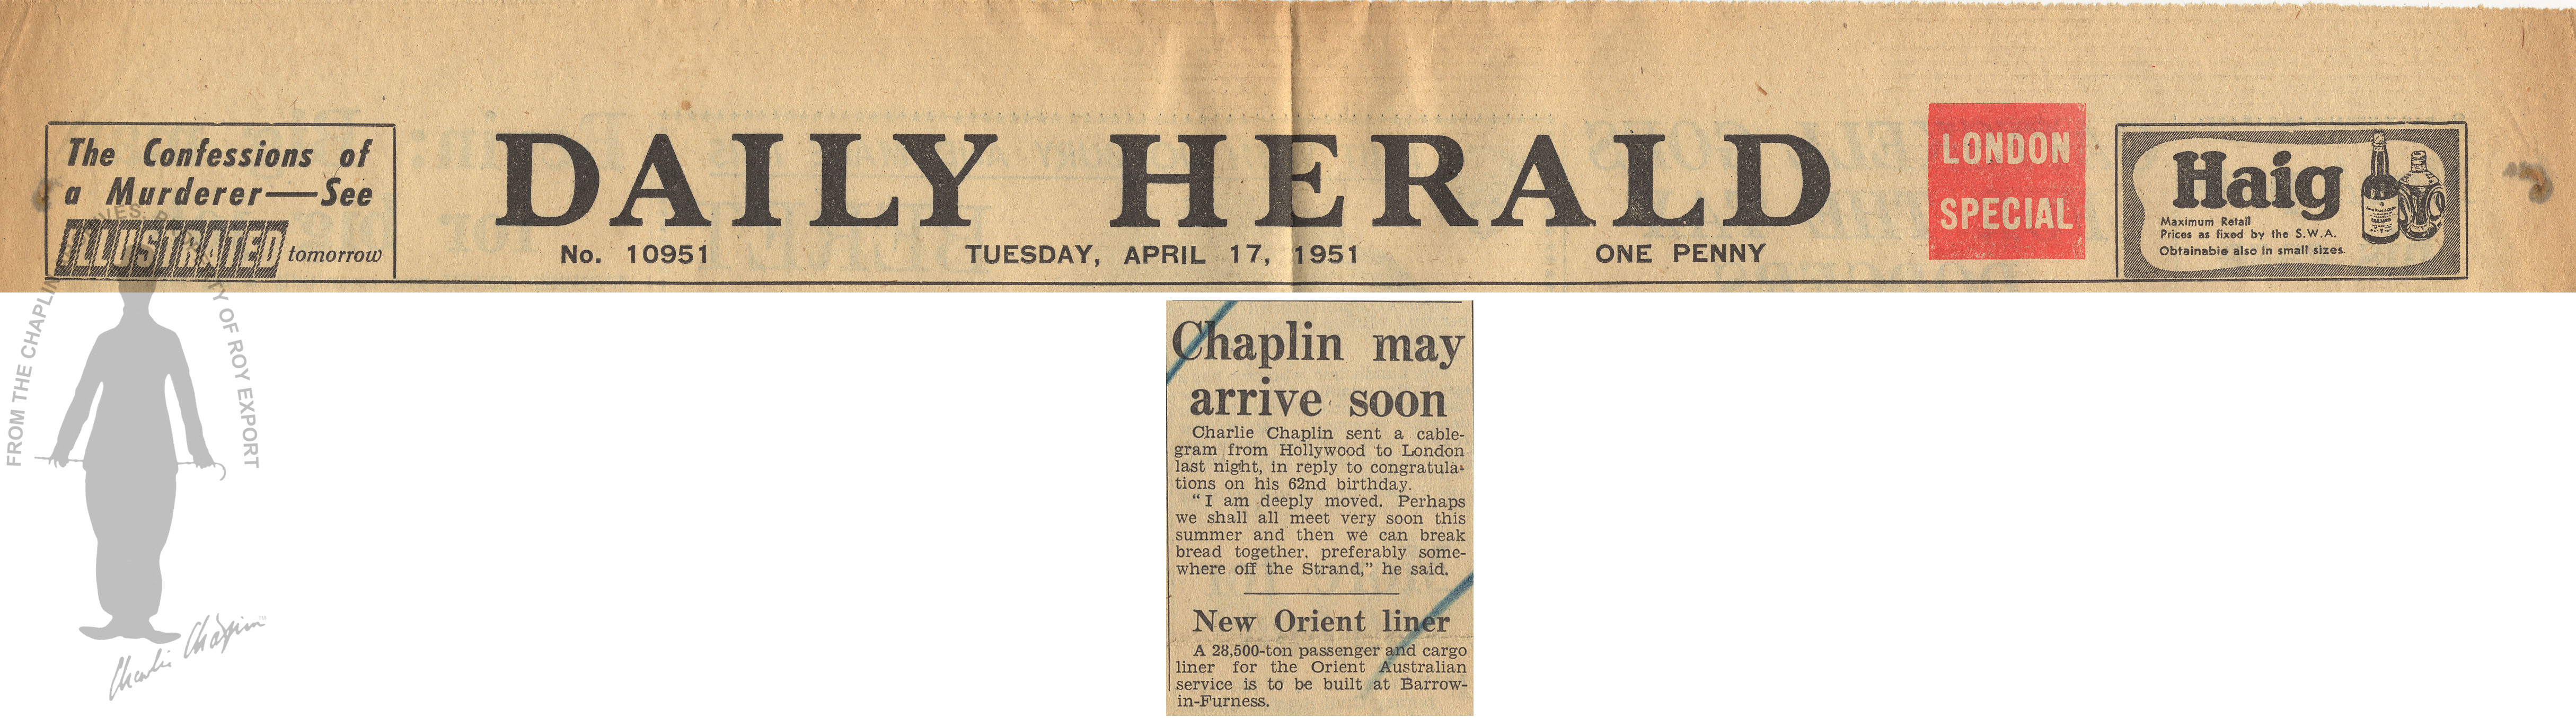 The Confessions of
a Murderer—See
ILLUSTRATED tomorrow
DAILY HERALD
No. 10951
TUESDAY, APRIL 17, 1951
ONE PENNY
LONDON
SPECIAL
Haig
Maximum Retail
Prices as fixed by the S.W.A.
Obtainable also in small sizes
Chaplin may
arrive soon
Charlie Chaplin sent a cable-
gram from Hollywood to London
last night, in reply to congratula-
tions on his 62nd birthday.
"I am deeply moved. Perhaps
we shall all meet very soon this
summer and then we can break
bread together, preferably some-
where off the Strand," he said.
New Orient liner
A 28,500-ton passenger and cargo
liner for the Orient Australian
service is to be built at Barrow-
in-Furness.
FROM THE CHAPLIN OF ROY EXPORT
Charlie Chaplin™